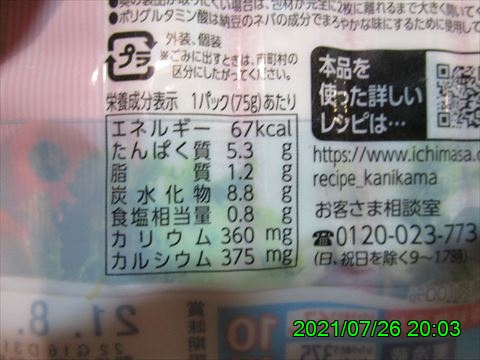 ●ポリグルタミン酸は納豆のネバの成分でまろやかな味にするために使用して
プラ
外装、個装
※ごみに出すときは、市町村の
区分にしたがってください。
本品を
使った詳しい
レシピは…
栄養成分表示 1パック(75g)あたり
エネルギー 67kcal
たんぱく質 5.3 g
脂質 1.2 g
炭水化物 8.8 g
食塩相当量 0.8 g
カリウム 360 mg
カルシウム 375 mg
https://www.ichimasa.c
recipe_kanikama
お客さま相談室
☎0120-023-773
(日、祝日を除く9~17時)
21.8.
賞味期
10
375
2021/07/26 20:03